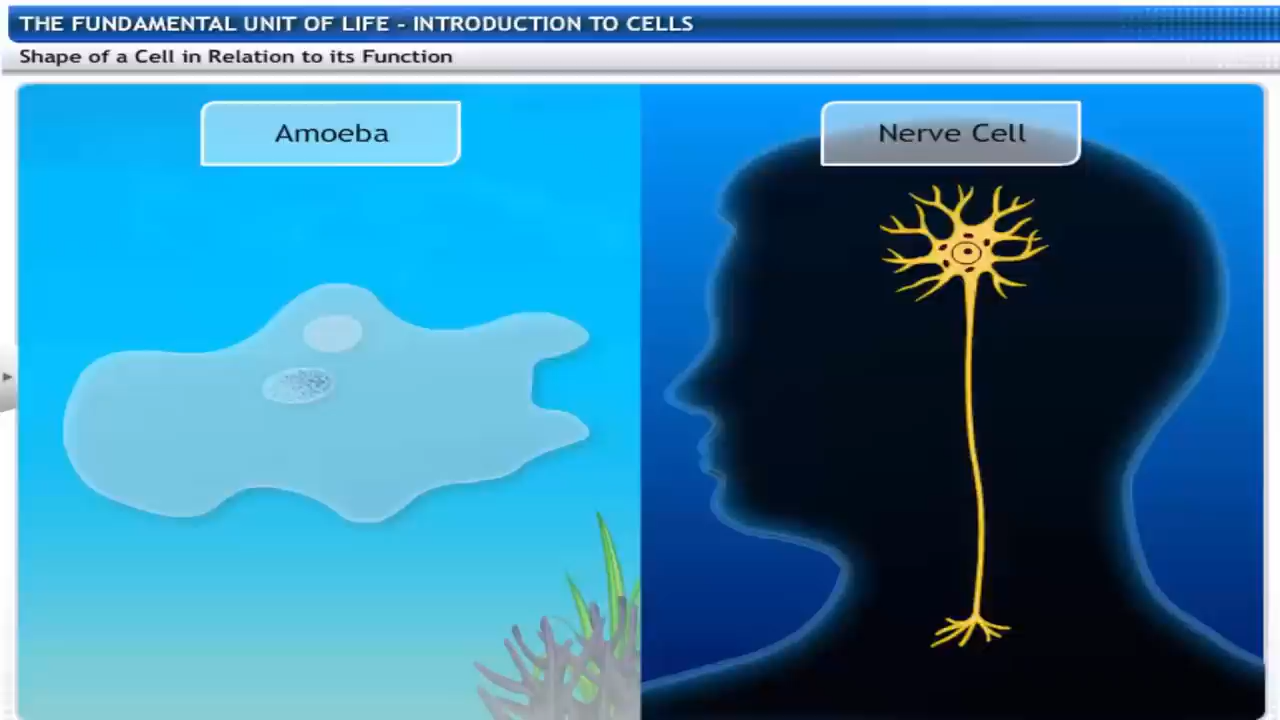 THE FUNDAMENTAL UNIT OF LIFE - INTRODUCTION TO CELLS
Shape of a Cell in Relation to its Function
Amoeba
Nerve Cell